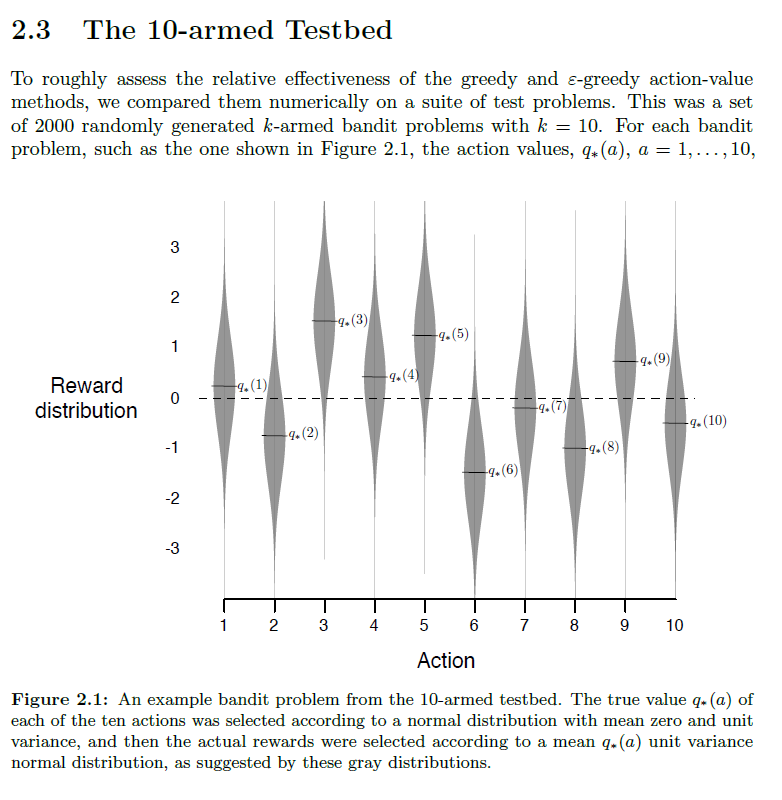 2.3 The 10-armed Testbed
To roughly assess the relative effectiveness of the greedy and ε-greedy action-value
methods, we compared them numerically on a suite of test problems. This was a set
of 2000 randomly generated k-armed bandit problems with k = 10. For each bandit
problem, such as the one shown in Figure 2.1, the action values, q*(a), a = 1,...,10,
3
2
1
0
-1
-2
-3
Reward
distribution
q*(1)
q*(2)
q*(3)
q*(4)
q*(5)
q*(6)
q*(7)
q*(8)
q*(9)
q*(10)
1 2 3 4 5 6 7 8 9 10
Action
Figure 2.1: An example bandit problem from the 10-armed testbed. The true value q*(a) of
each of the ten actions was selected according to a normal distribution with mean zero and unit
variance, and then the actual rewards were selected according to a mean q*(a) unit variance
normal distribution, as suggested by these gray distributions.